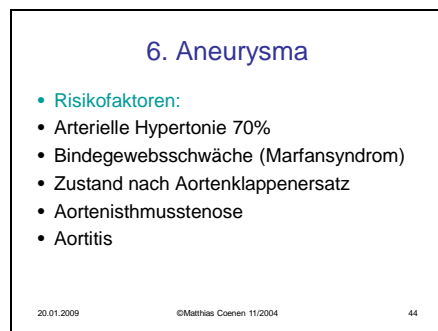 6. Aneurysma
• Risikofaktoren:
• Arterielle Hypertonie 70%
• Bindegewebsschwäche (Marfansyndrom)
• Zustand nach Aortenklappenersatz
• Aortenisthmusstenose
• Aortitis
20.01.2009 ©Matthias Coenen 11/2004 44